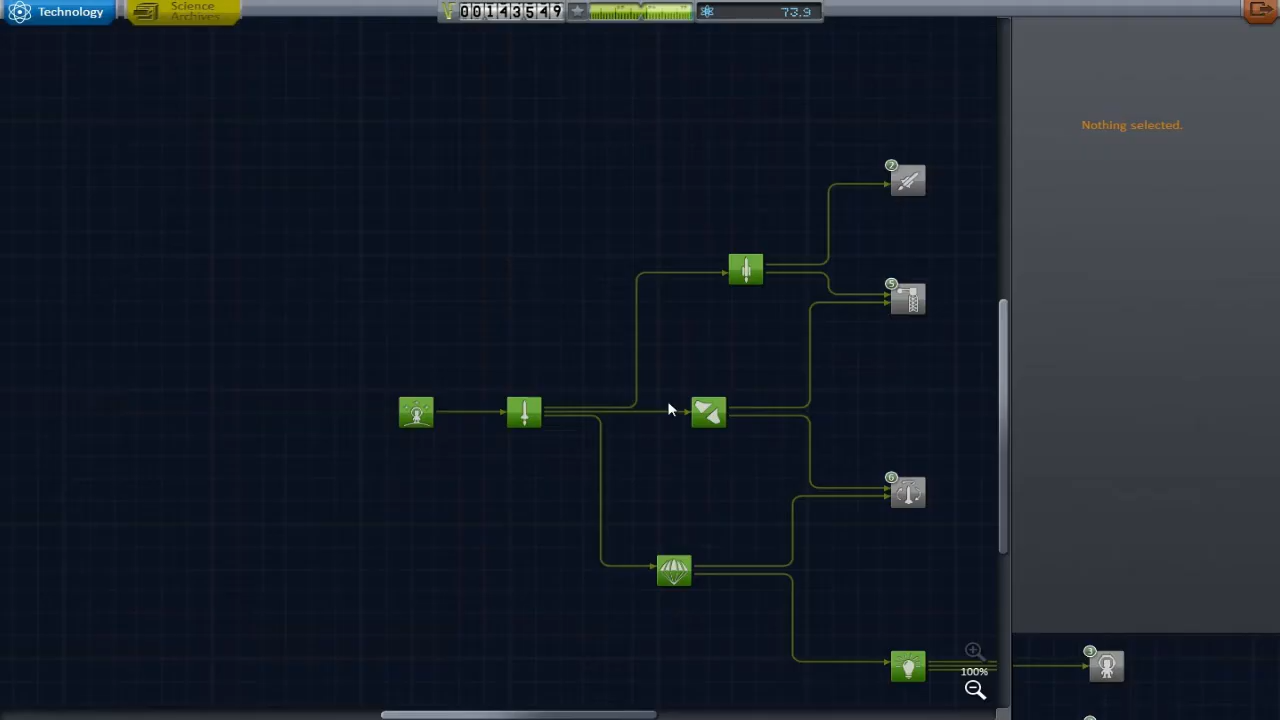 Technology
Science
Archives
00143549
73.9
Nothing selected.
2
5
6
3
100%